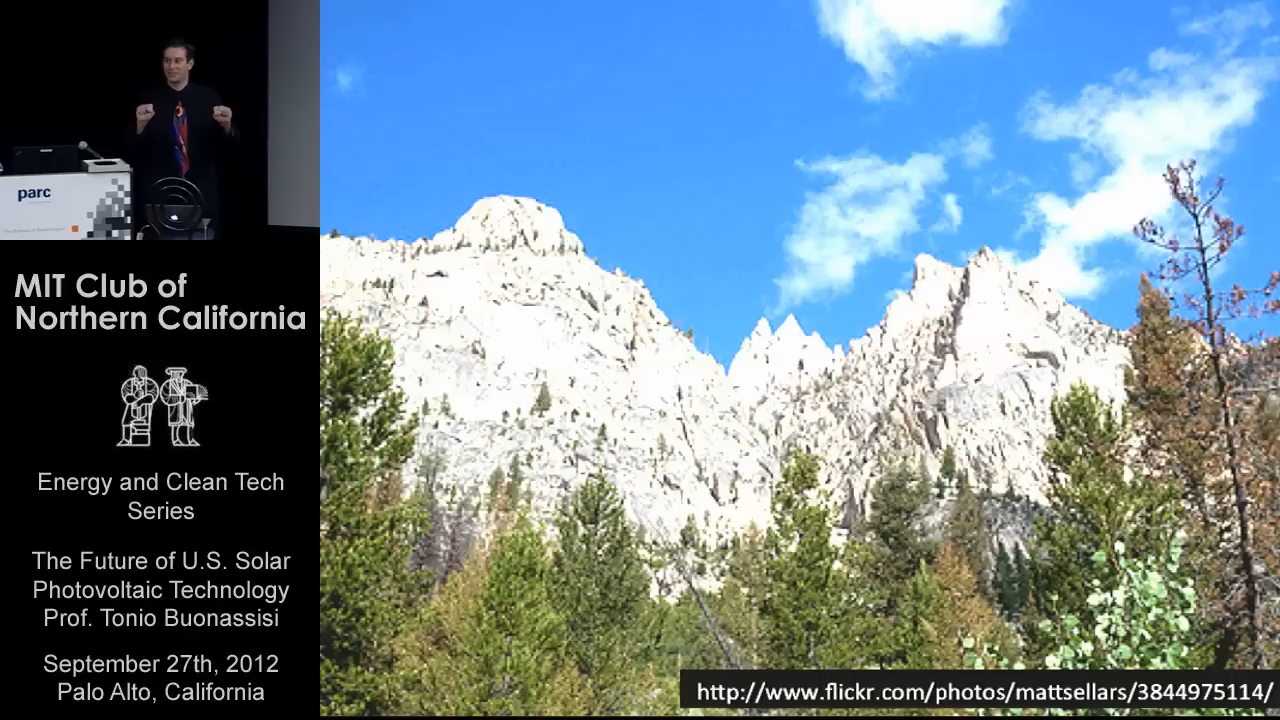 parc
MIT Club of
Northern California
Energy and Clean Tech
Series
The Future of U.S. Solar
Photovoltaic Technology
Prof. Tonio Buonassisi
September 27th, 2012
Palo Alto, California
http://www.flickr.com/photos/mattsellars/3844975114/